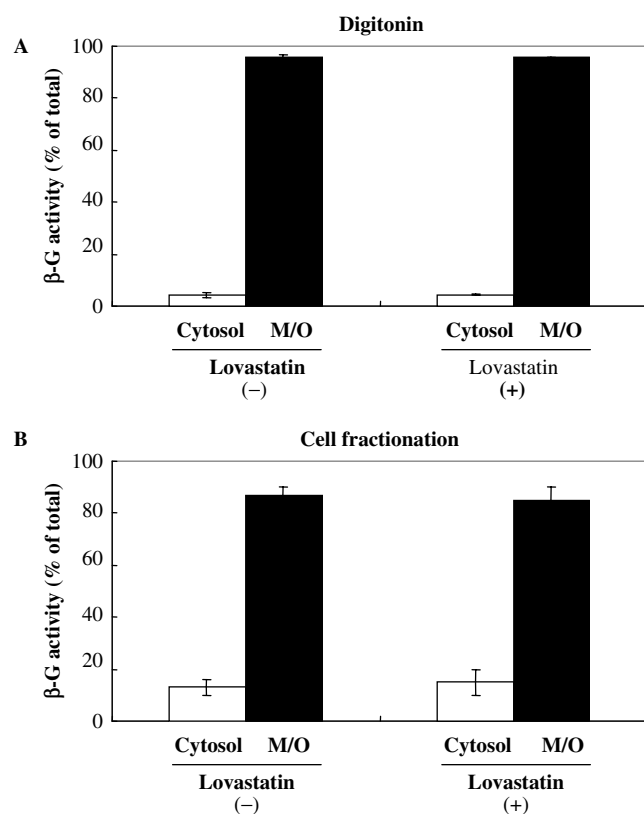 Digitonin
A
100
80
60
40
20
0
β-G activity (% of total)
Cytosol M/O Cytosol M/O
Lovastatin Lovastatin
(−) (+)
B
Cell fractionation
100
80
60
40
20
0
β-G activity (% of total)
Cytosol M/O Cytosol M/O
Lovastatin Lovastatin
(−) (+)